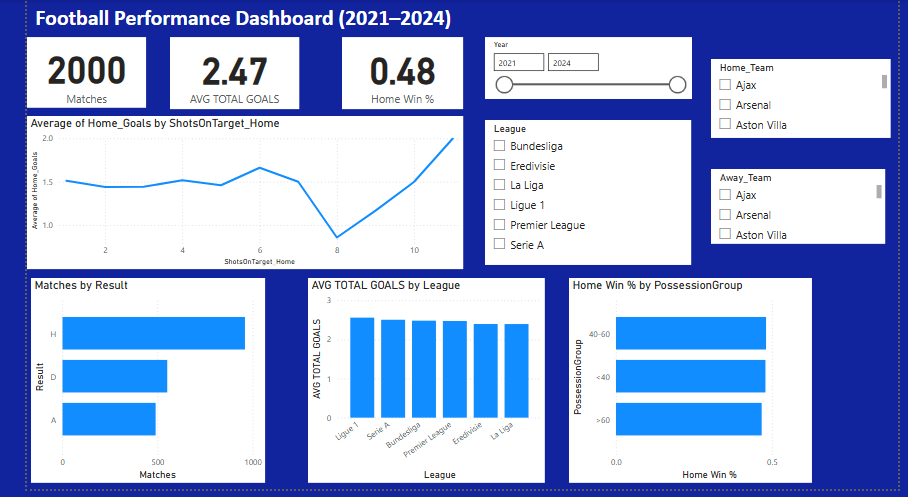 Football Performance Dashboard (2021–2024)
2000
Matches
2.47
AVG TOTAL GOALS
0.48
Home Win %
Year
2021
2024
Home_Team
Ajax
Arsenal
Aston Villa
League
Bundesliga
Eredivisie
La Liga
Ligue 1
Premier League
Serie A
Away_Team
Ajax
Arsenal
Aston Villa
Average of Home_Goals by ShotsOnTarget_Home
Average of Home_Goals
2.0
1.5
1.0
2
4
6
8
10
ShotsOnTarget_Home
Matches by Result
Result
H
D
A
0
500
1000
Matches
AVG TOTAL GOALS by League
AVG TOTAL GOALS
3
2
1
0
Ligue 1
Serie A
Bundesliga
Premier League
Eredivisie
La Liga
League
Home Win % by PossessionGroup
PossessionGroup
40-60
<40
>60
0.0
0.5
Home Win %